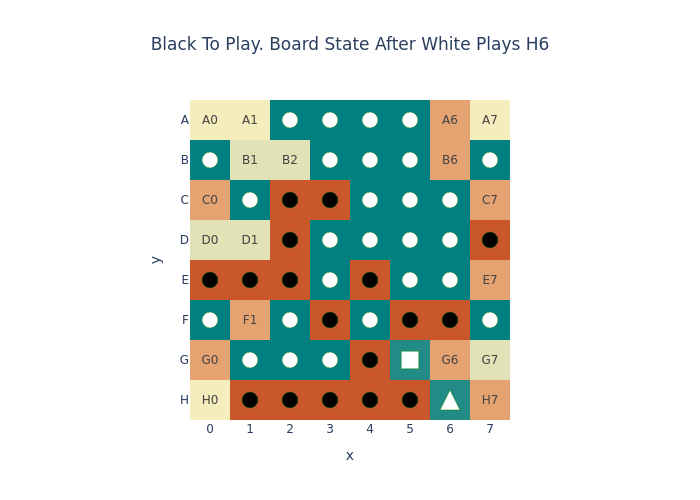 Black To Play. Board State After White Plays H6
A A0 A1 A6 A7
B B1 B2 B6
C C0 C7
D D0 D1
E E7
F F1
G G0 G6 G7
H H0 H7
0 1 2 3 4 5 6 7
x
y